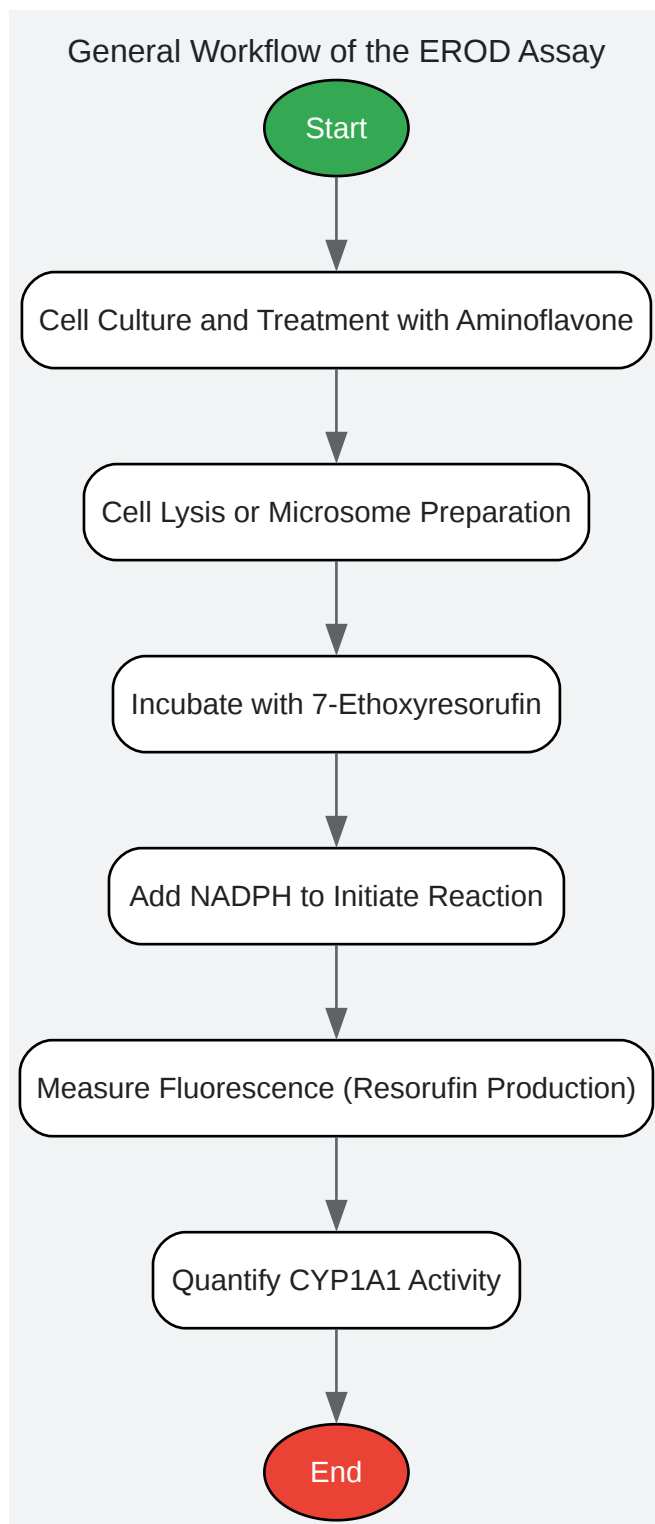 General Workflow of the EROD Assay
Start
Cell Culture and Treatment with Aminoflavone
Cell Lysis or Microsome Preparation
Incubate with 7-Ethoxyresorufin
Add NADPH to Initiate Reaction
Measure Fluorescence (Resorufin Production)
Quantify CYP1A1 Activity
End